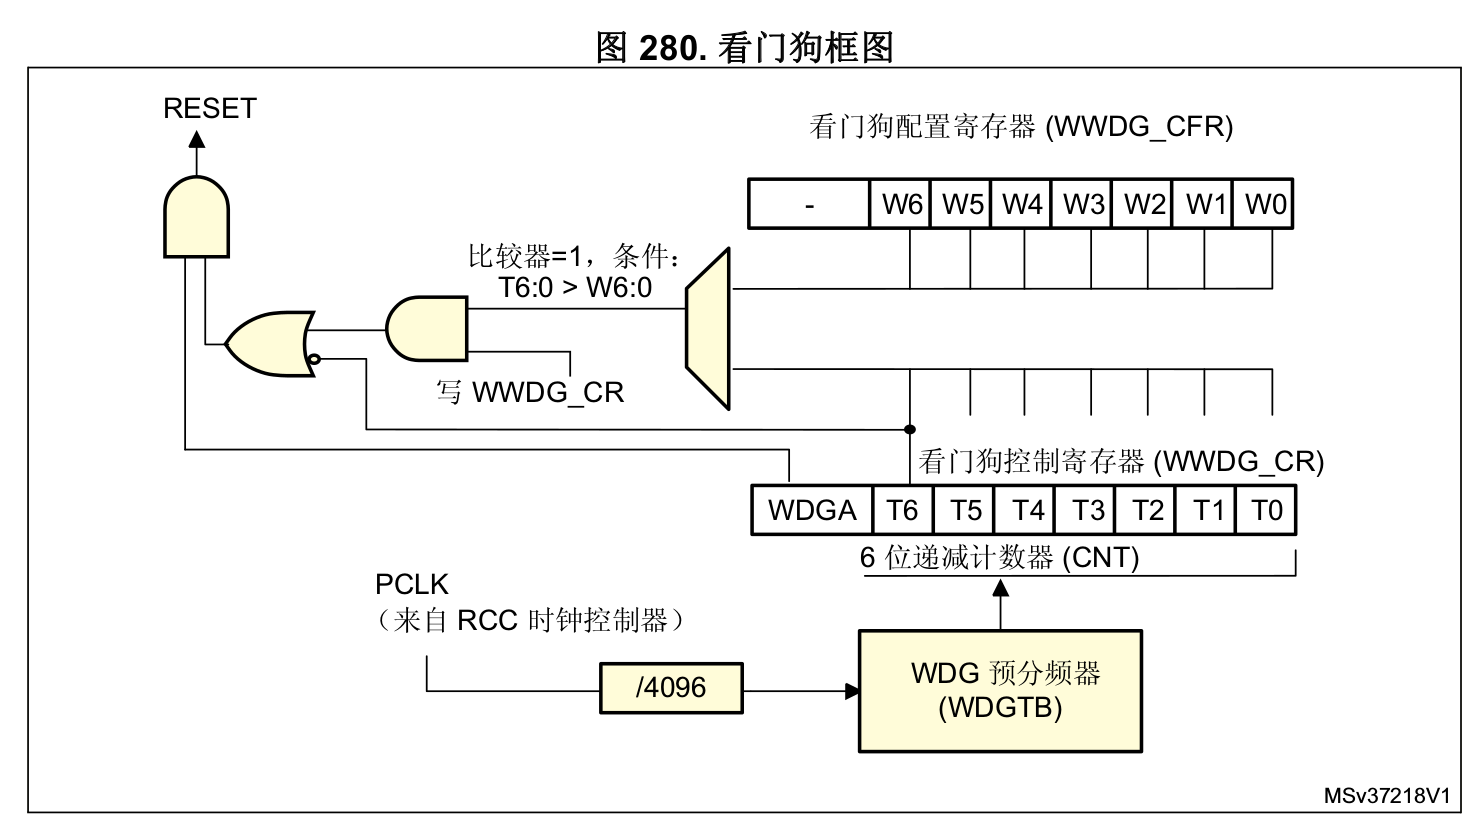 图 280. 看门狗框图
RESET
看门狗配置寄存器 (WWDG_CFR)
- W6 W5 W4 W3 W2 W1 W0
比较器=1，条件：
T6:0 > W6:0
写 WWDG_CR
看门狗控制寄存器 (WWDG_CR)
WDGA T6 T5 T4 T3 T2 T1 T0
6 位递减计数器 (CNT)
PCLK
（来自 RCC 时钟控制器）
/4096
WDG 预分频器
(WDGTB)
MSv37218V1